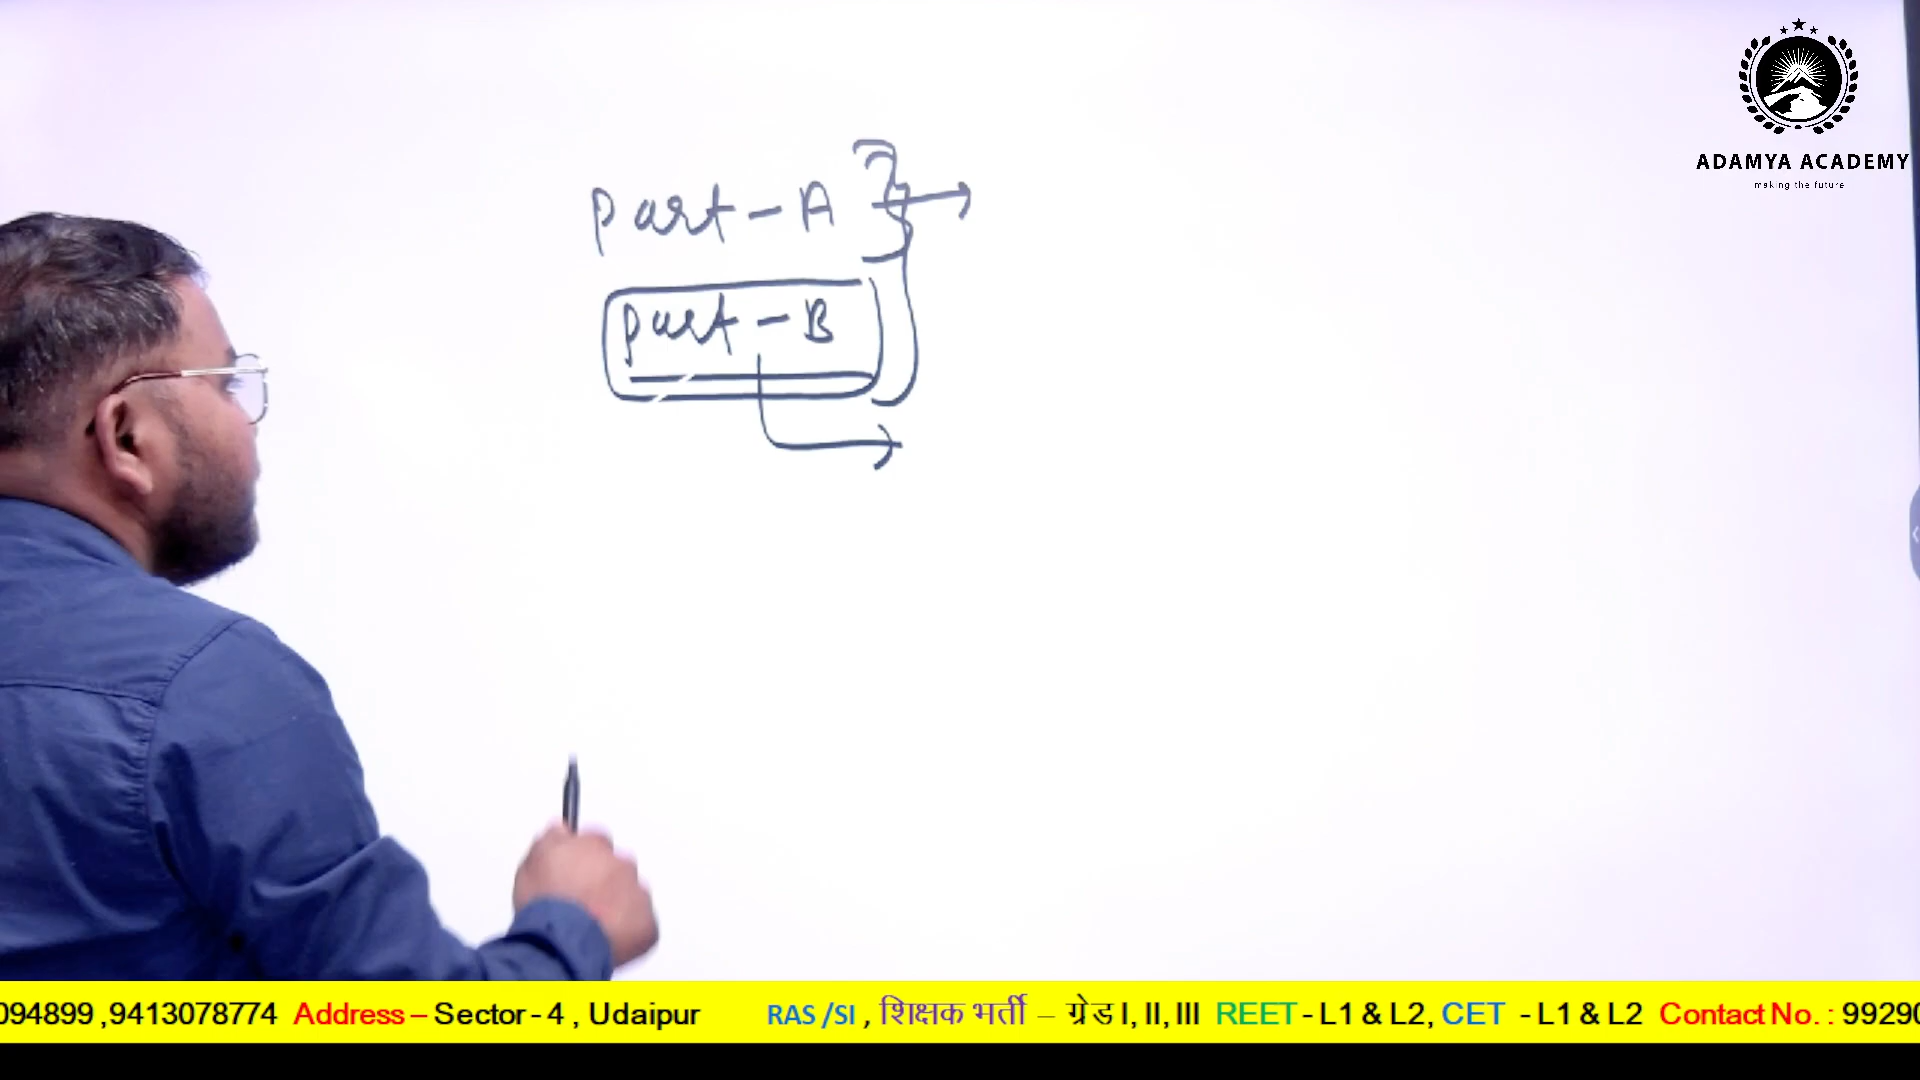 ADAMYA ACADEMY
making the future
Part - A
Part - B
094899 ,9413078774 Address – Sector - 4 , Udaipur RAS /SI , शिक्षक भर्ती – ग्रेड I, II, III REET - L1 & L2, CET - L1 & L2 Contact No. : 99290